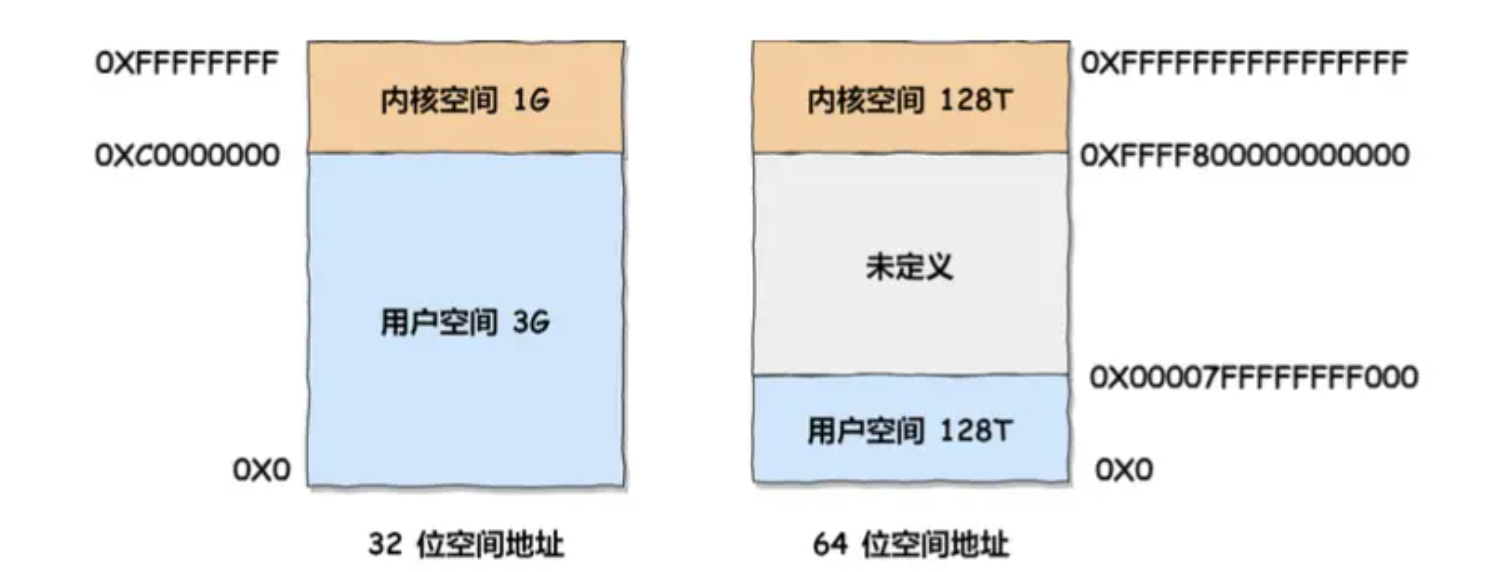 0XFFFFFFFF
内核空间 1G
0XC0000000
用户空间 3G
0X0
32 位空间地址
内核空间 128T
0XFFFFFFFFFFFFFFFF
0XFFFF800000000000
未定义
0X00007FFFFFFFF000
用户空间 128T
0X0
64 位空间地址